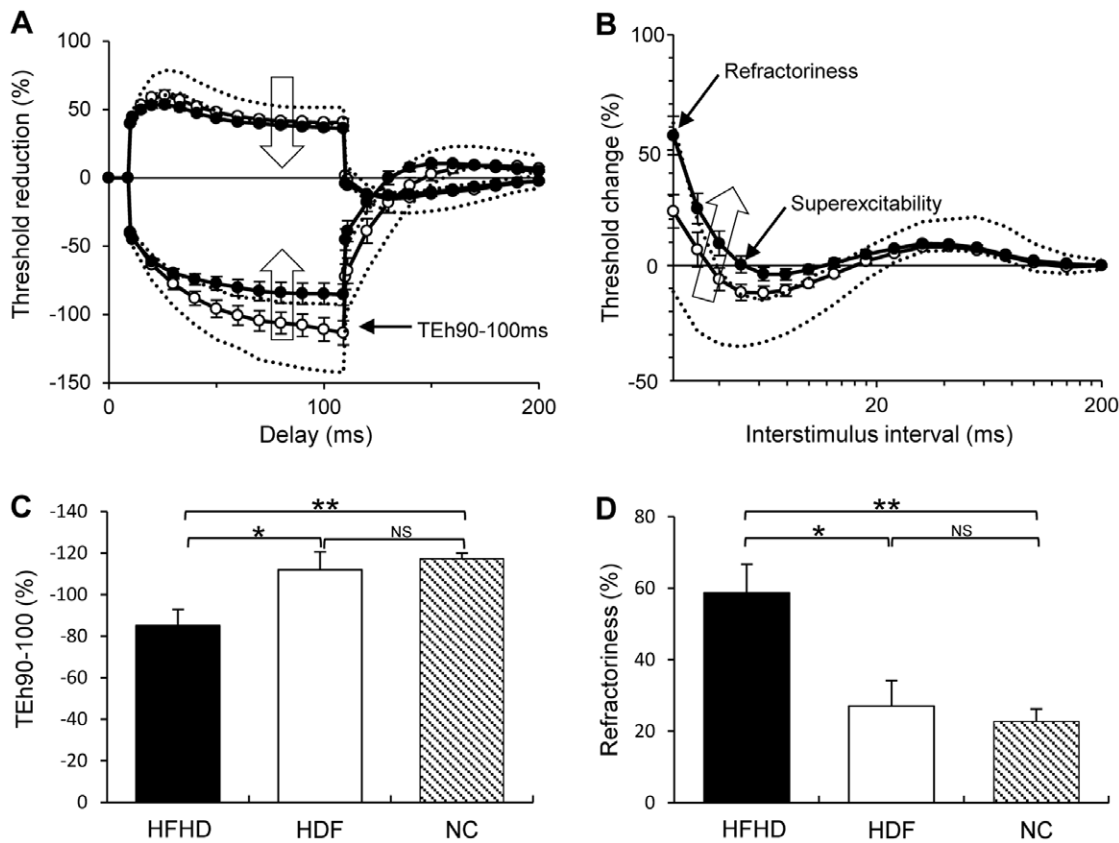 A
Threshold reduction (%)
100
50
0
-50
-100
-150
TEh90-100ms
0
100
200
Delay (ms)
B
Threshold change (%)
100
50
0
-50
Refractoriness
Superexcitability
20
200
Interstimulus interval (ms)
C
TEh90-100 (%)
-140
-120
-100
-80
-60
-40
-20
0
**
*
NS
HFHD
HDF
NC
D
Refractoriness (%)
80
60
40
20
0
**
*
NS
HFHD
HDF
NC